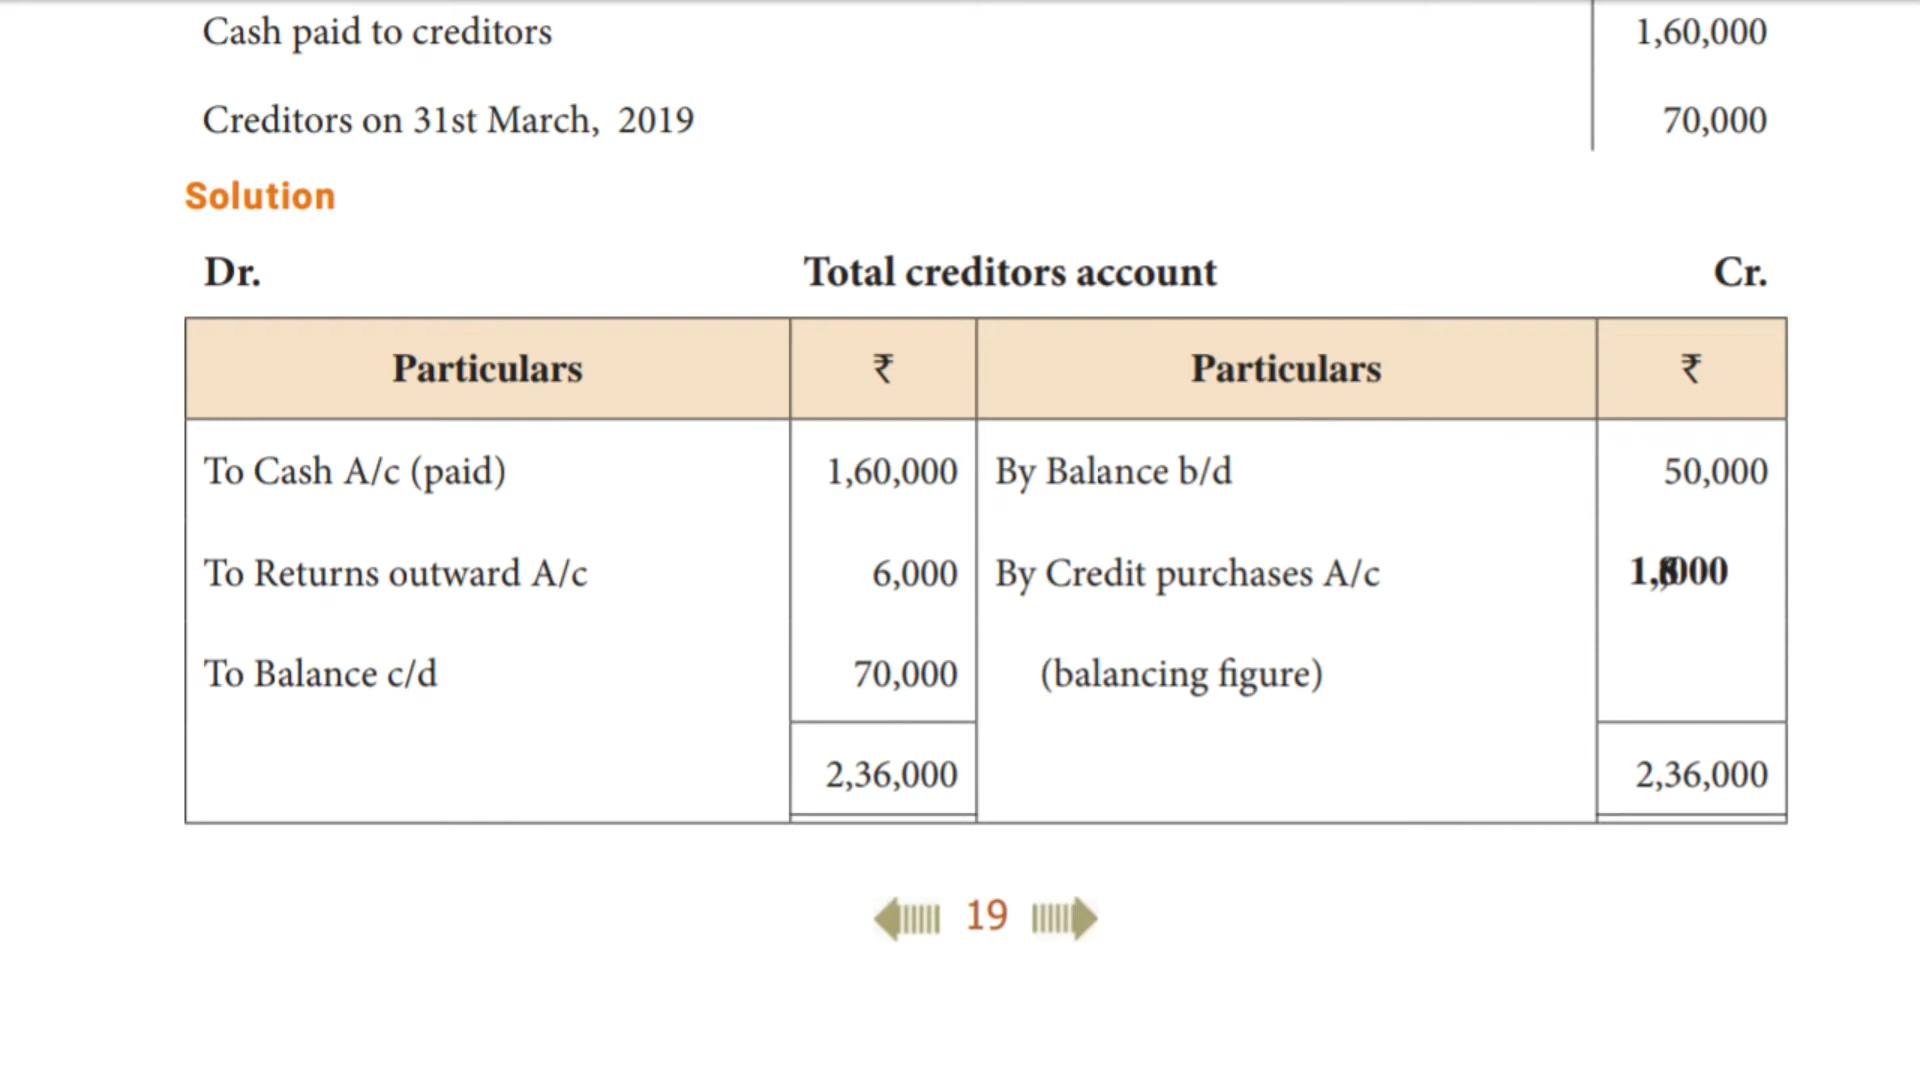 Cash paid to creditors 1,60,000
Creditors on 31st March, 2019 70,000
Solution
Dr. Total creditors account Cr.
Particulars ₹ Particulars ₹
To Cash A/c (paid) 1,60,000 By Balance b/d 50,000
To Returns outward A/c 6,000 By Credit purchases A/c
To Balance c/d 70,000 (balancing figure)
2,36,000 2,36,000
19